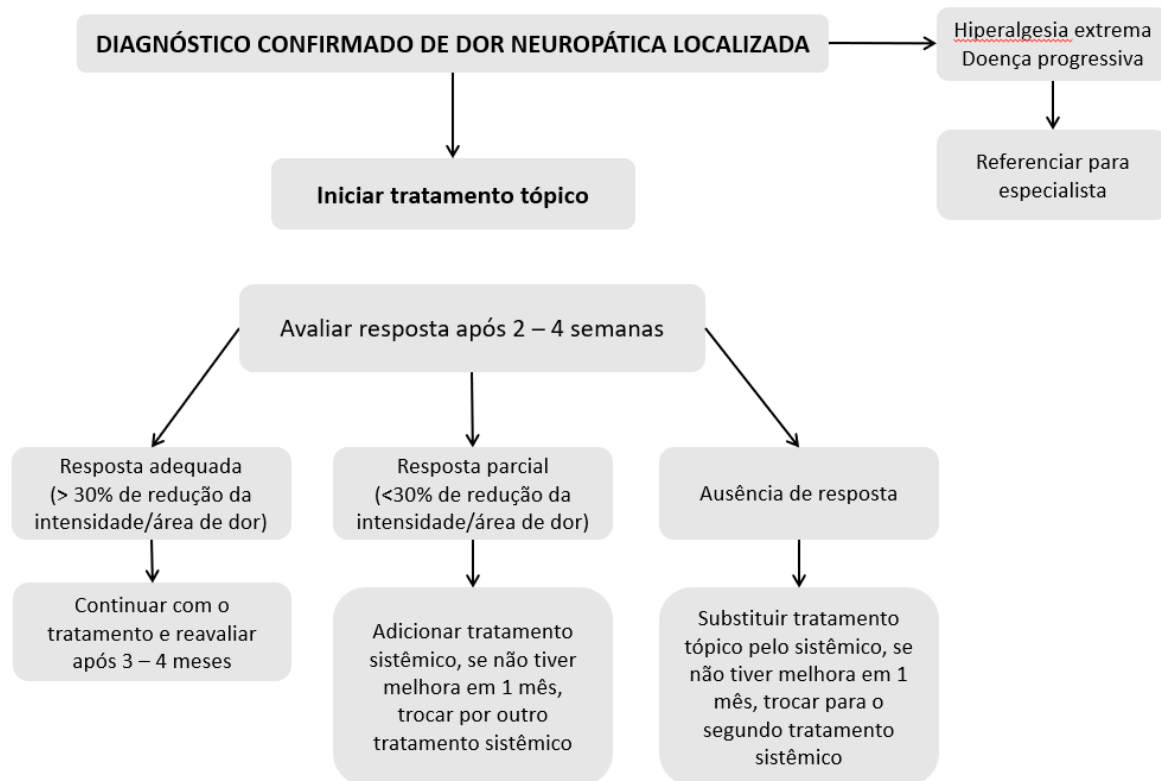 DIAGNÓSTICO CONFIRMADO DE DOR NEUROPÁTICA LOCALIZADA
Hiperalgesia extrema
Doença progressiva
Referenciar para
especialista
Iniciar tratamento tópico
Avaliar resposta após 2 – 4 semanas
Resposta adequada
(> 30% de redução da
intensidade/área de dor)
Resposta parcial
(<30% de redução da
intensidade/área de dor)
Ausência de resposta
Continuar com o
tratamento e reavaliar
após 3 – 4 meses
Adicionar tratamento
sistêmico, se não tiver
melhora em 1 mês,
trocar por outro
tratamento sistêmico
Substituir tratamento
tópico pelo sistêmico, se
não tiver melhora em 1
mês, trocar para o
segundo tratamento
sistêmico